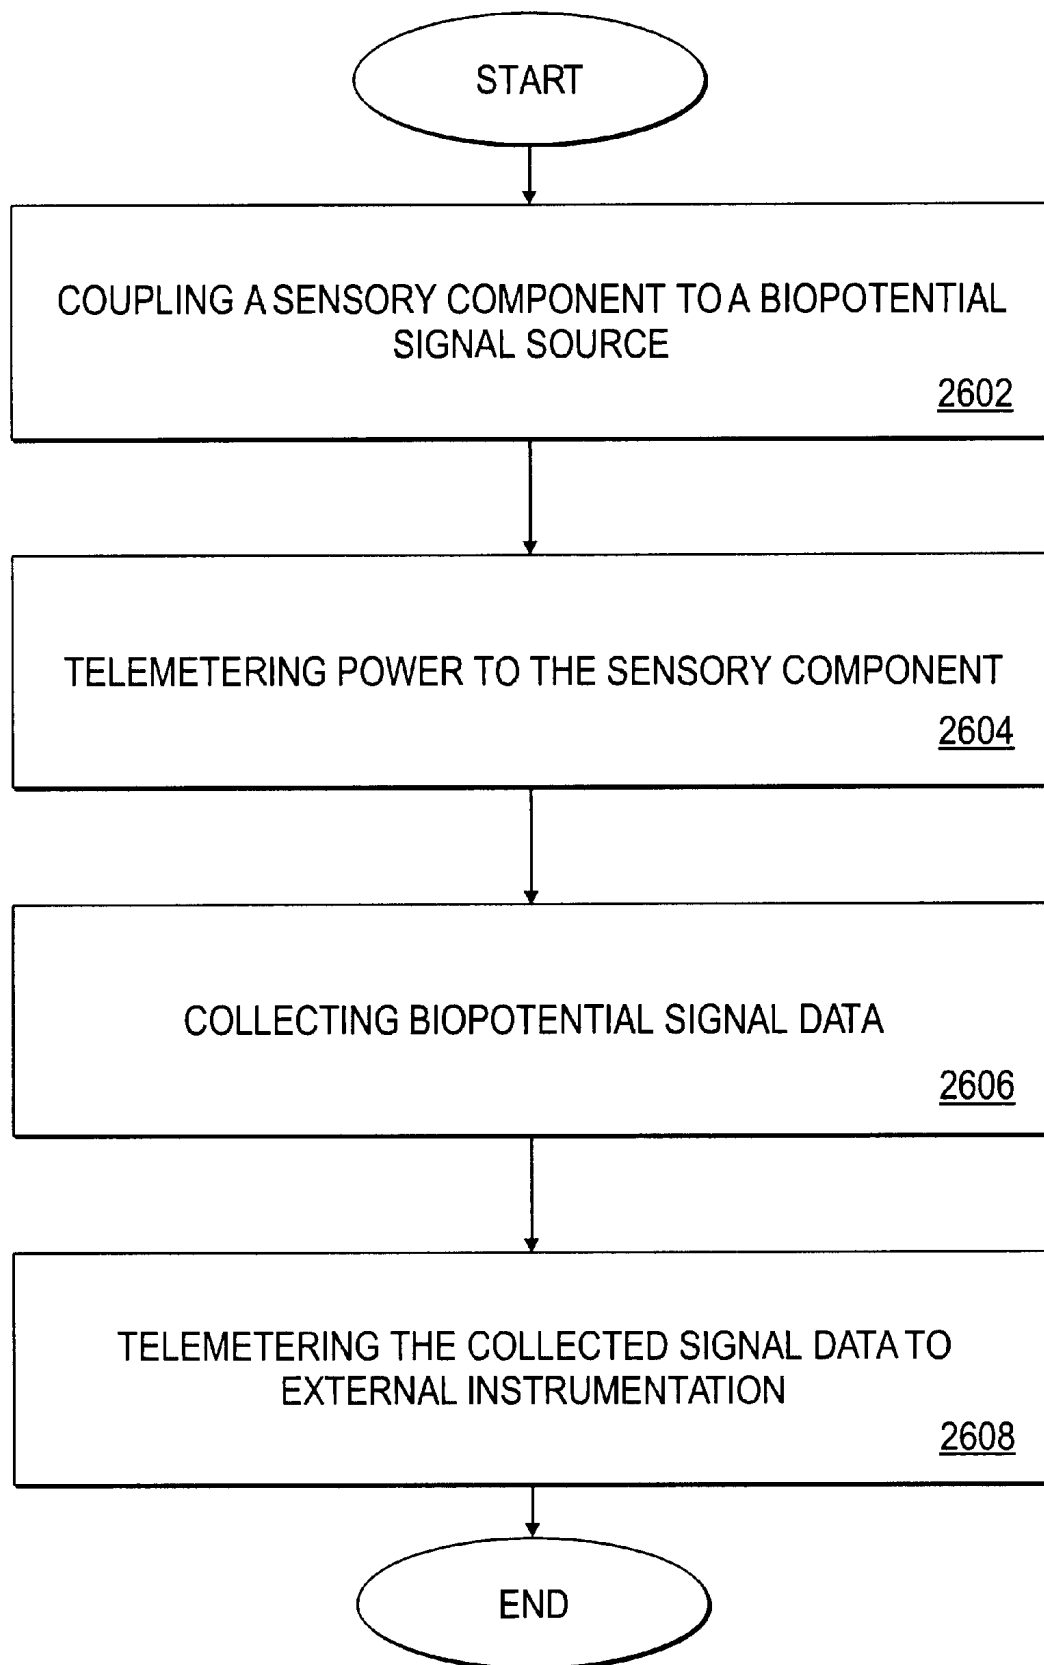 START
COUPLING A SENSORY COMPONENT TO A BIOPOTENTIAL
SIGNAL SOURCE
2602
TELEMETERING POWER TO THE SENSORY COMPONENT
2604
COLLECTING BIOPOTENTIAL SIGNAL DATA
2606
TELEMETERING THE COLLECTED SIGNAL DATA TO
EXTERNAL INSTRUMENTATION
2608
END